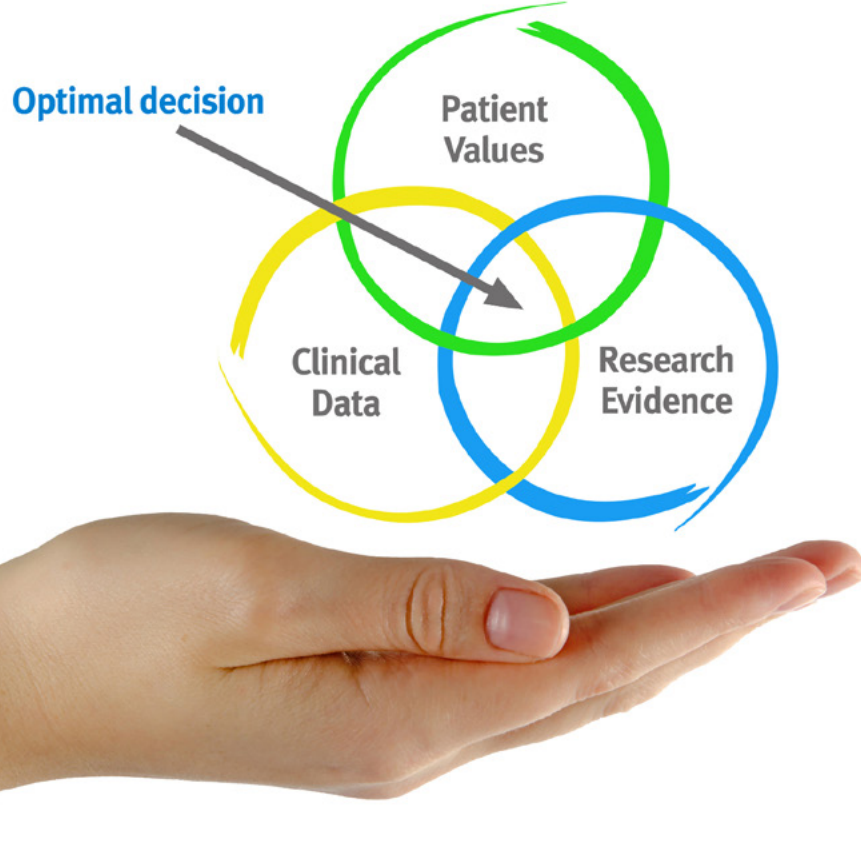 Optimal decision
Patient
Values
Clinical
Data
Research
Evidence